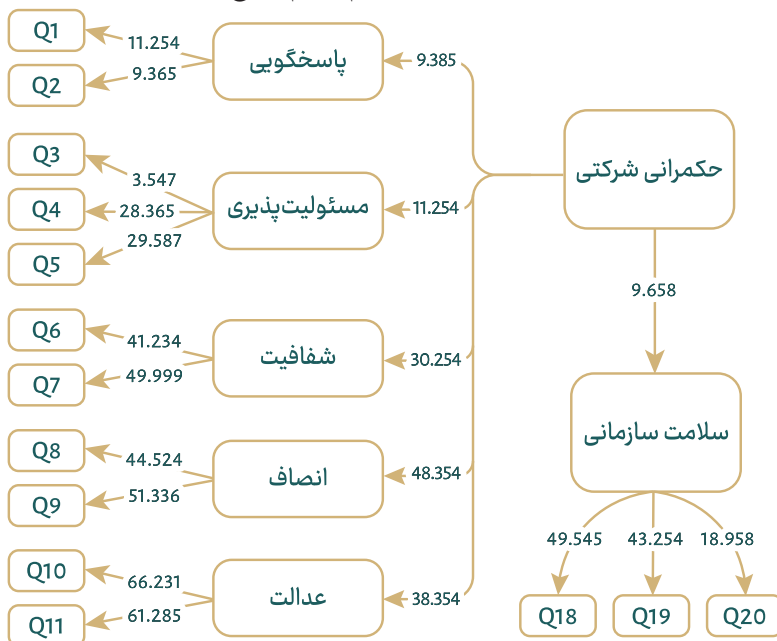 Q1
11.254
Q2
9.365
پاسخگویی
9.385
Q3
3.547
Q4
28.365
Q5
29.587
مسئولیت‌پذیری
11.254
حکمرانی شرکتی
9.658
Q6
41.234
Q7
49.999
شفافیت
30.254
Q8
44.524
Q9
51.336
انصاف
48.354
سلامت سازمانی
Q10
66.231
Q11
61.285
عدالت
38.354
49.545
43.254
18.958
Q18
Q19
Q20